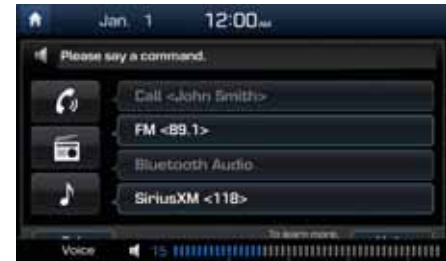 Jan. 1 12:00AM
Please say a command.
Call <John Smith>
FM <89.1>
Bluetooth Audio
SiriusXM <118>
To learn more,
Voice 15